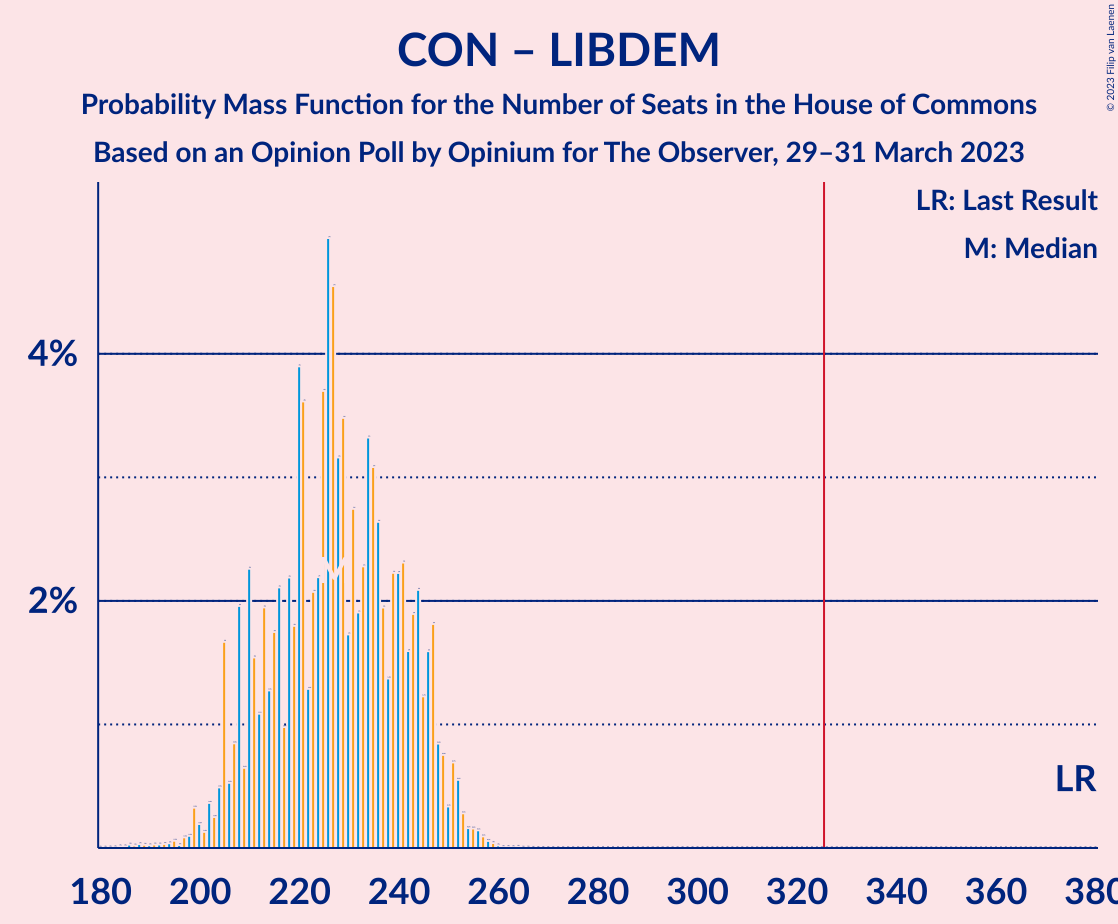 CON – LIBDEM
Probability Mass Function for the Number of Seats in the House of Commons
Based on an Opinion Poll by Opinium for The Observer, 29–31 March 2023
© 2023 Filip van Laenen
LR: Last Result
M: Median
4%
2%
M
LR
180 200 220 240 260 280 300 320 340 360 380